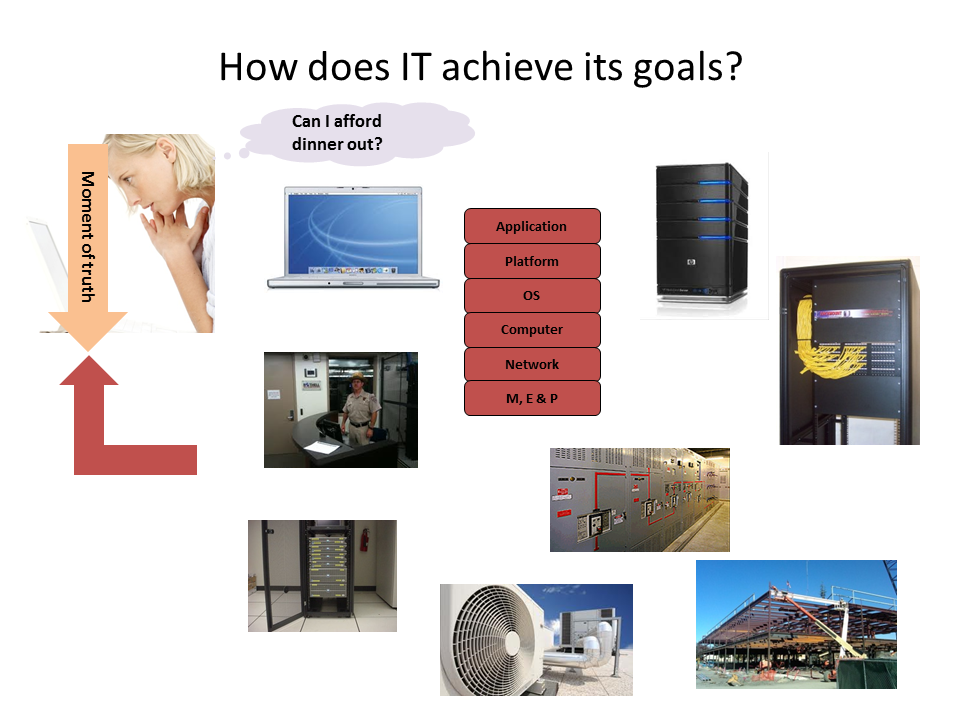 How does IT achieve its goals?
Can I afford
dinner out?
Moment of truth
Application
Platform
OS
Computer
Network
M, E & P